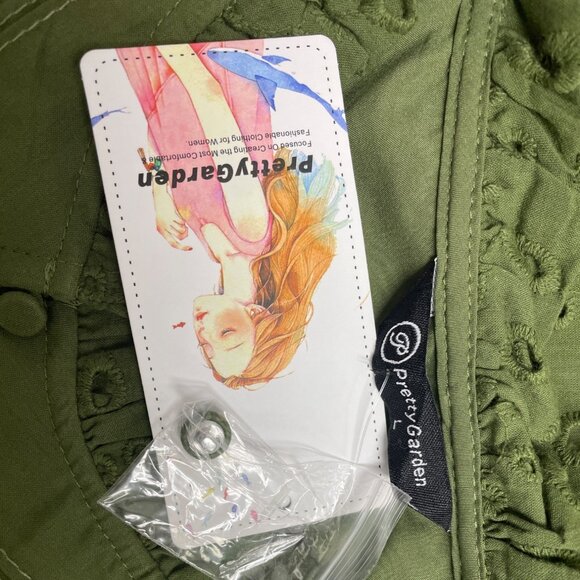 PrettyGarden
Focused On Creating the Most Comfortable &
Fashionable Clothing for Women.
PrettyGarden
L